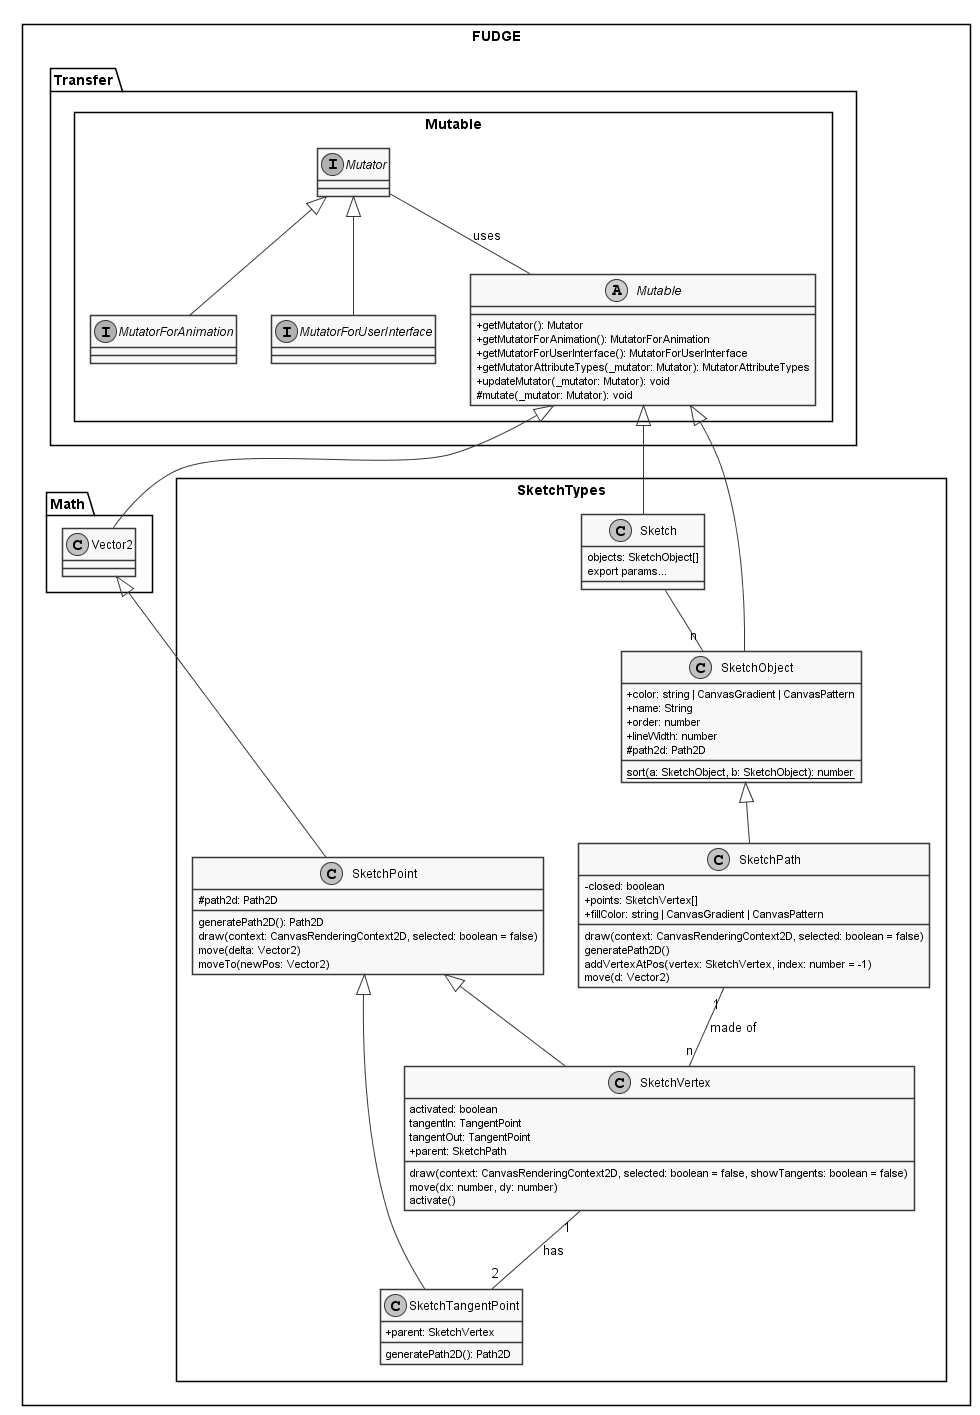 FUDGE
Transfer
Mutable
I Mutator
uses
I MutatorForAnimation
I MutatorForUserInterface
A Mutable
+getMutator(): Mutator
+getMutatorForAnimation(): MutatorForAnimation
+getMutatorForUserInterface(): MutatorForUserInterface
+getMutatorAttributeTypes(_mutator: Mutator): MutatorAttributeTypes
+updateMutator(_mutator: Mutator): void
#mutate(_mutator: Mutator): void
Math
C Vector2
SketchTypes
C Sketch
objects: SketchObject[]
export params...
n
C SketchObject
+color: string | CanvasGradient | CanvasPattern
+name: String
+order: number
+lineWidth: number
#path2d: Path2D
sort(a: SketchObject, b: SketchObject): number
C SketchPoint
#path2d: Path2D
generatePath2D(): Path2D
draw(context: CanvasRenderingContext2D, selected: boolean = false)
move(delta: Vector2)
moveTo(newPos: Vector2)
C SketchPath
-closed: boolean
+points: SketchVertex[]
+fillColor: string | CanvasGradient | CanvasPattern
draw(context: CanvasRenderingContext2D, selected: boolean = false)
generatePath2D()
addVertexAtPos(vertex: SketchVertex, index: number = -1)
move(d: Vector2)
1
made of
n
C SketchVertex
activated: boolean
tangentIn: TangentPoint
tangentOut: TangentPoint
+parent: SketchPath
draw(context: CanvasRenderingContext2D, selected: boolean = false, showTangents: boolean = false)
move(dx: number, dy: number)
activate()
1
has
2
C SketchTangentPoint
+parent: SketchVertex
generatePath2D(): Path2D